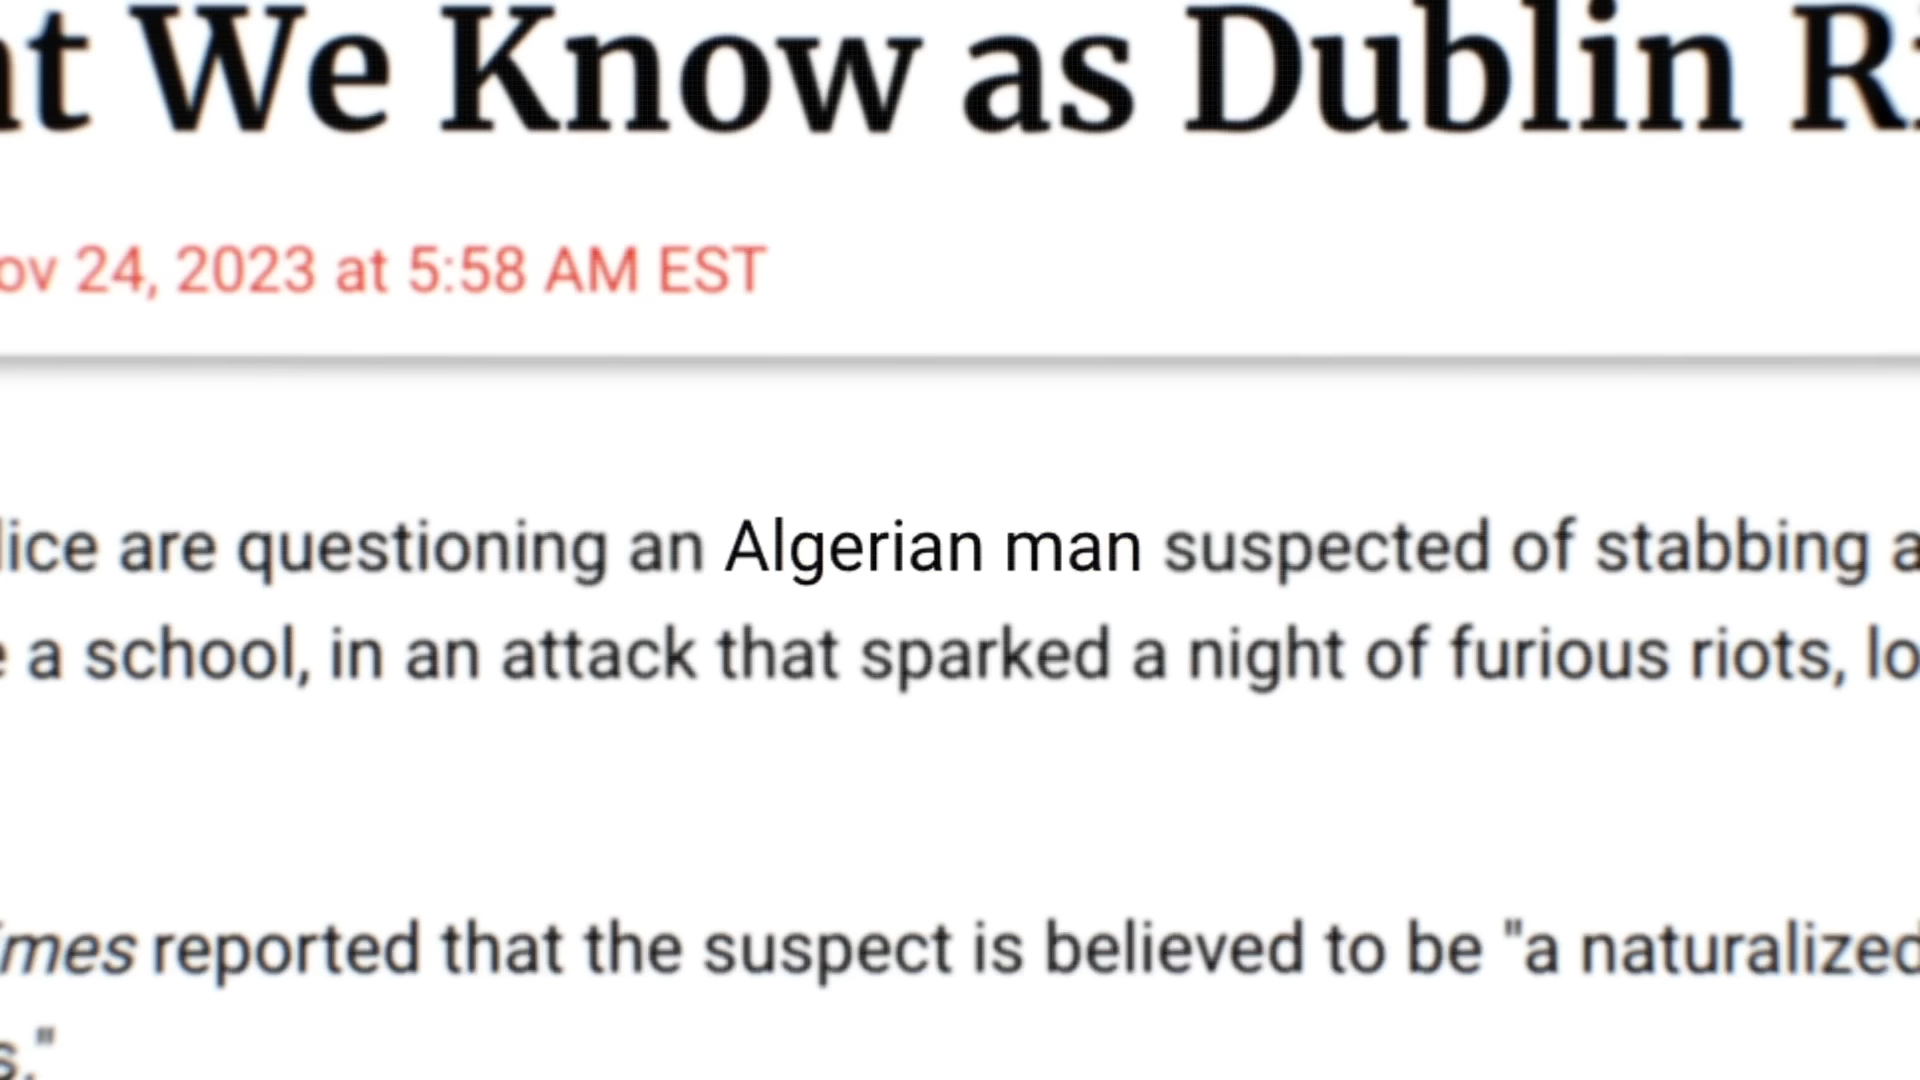 t We Know as Dublin R
ov 24, 2023 at 5:58 AM EST
lice are questioning an Algerian man suspected of stabbing a
e a school, in an attack that sparked a night of furious riots, lo
imes reported that the suspect is believed to be "a naturalized
s."